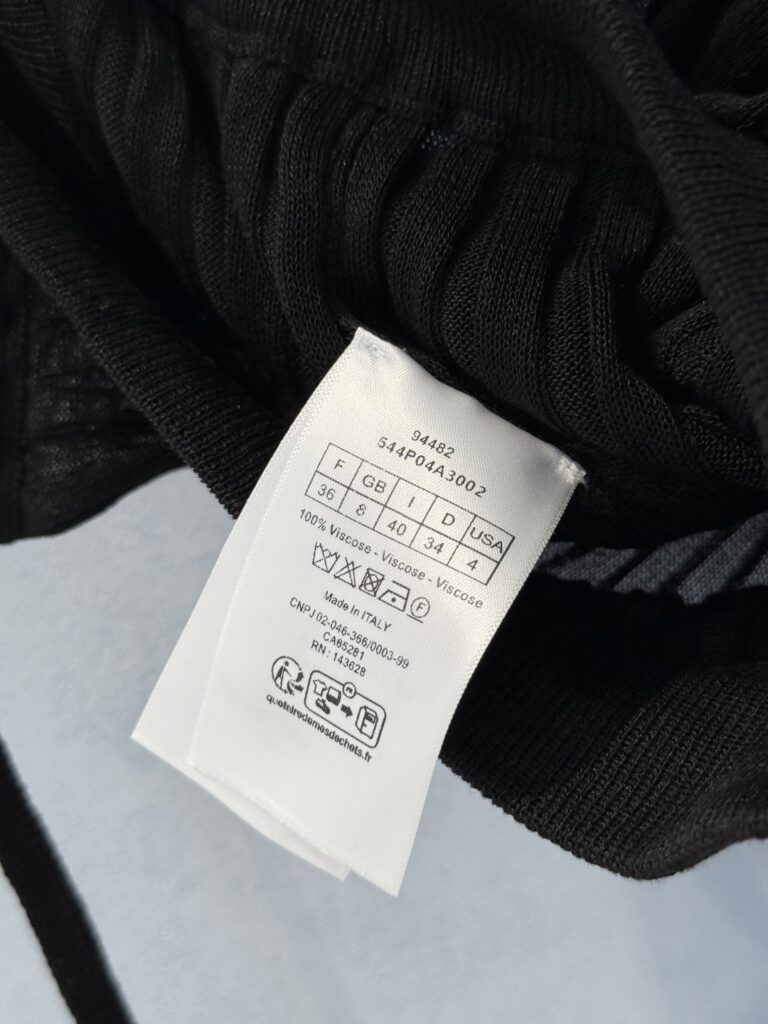 94482
544P04A3002
F GB I D USA
36 8 40 34 4
100% Viscose - Viscose - Viscose
F
Made in ITALY
CNPJ 02-046-366/0003-99
CA65281
RN : 143628
FR
quefairedemesdechets.fr